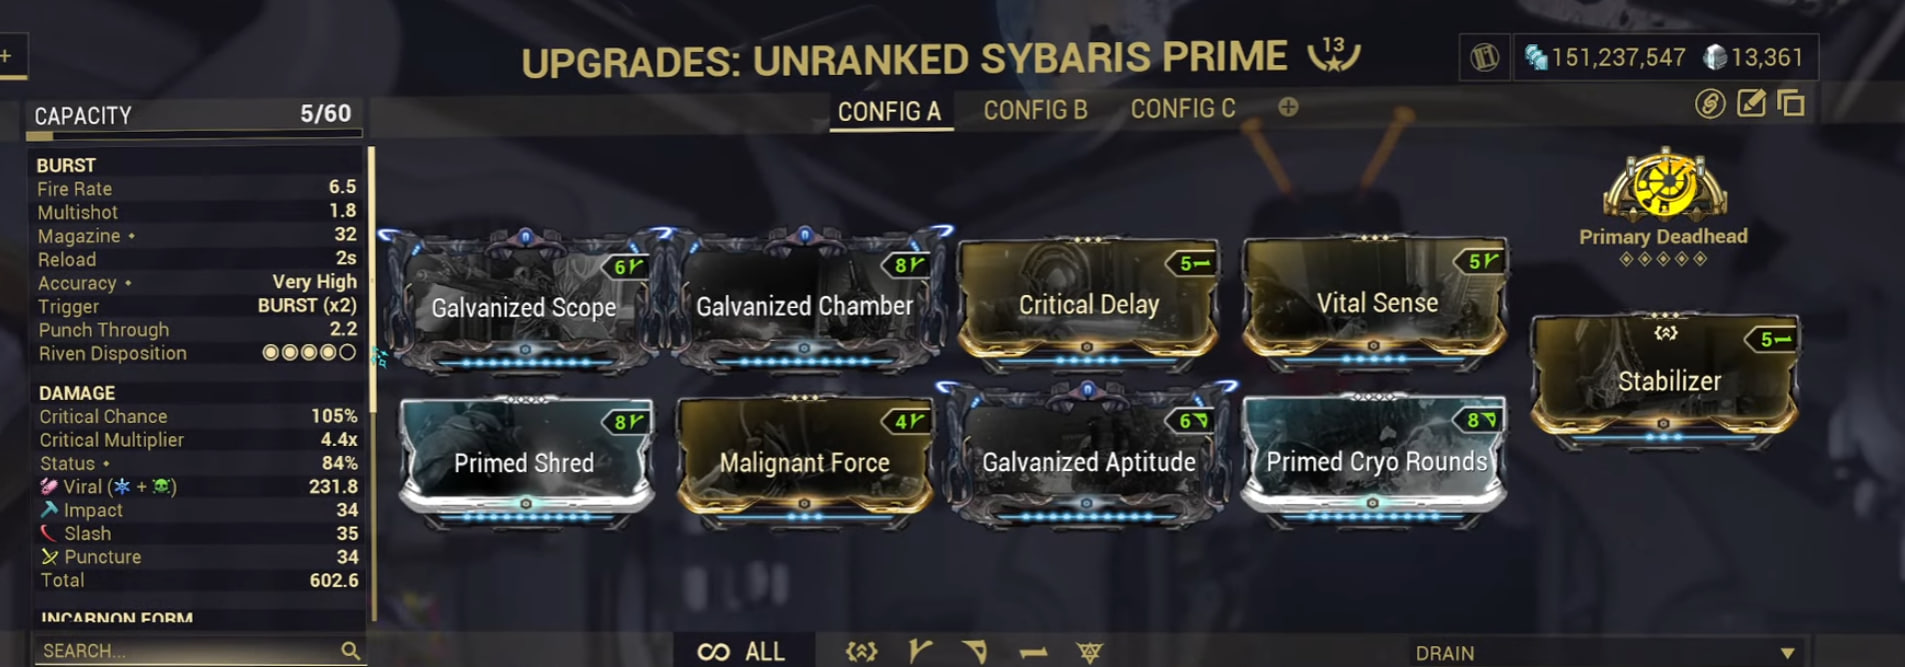 UPGRADES: UNRANKED SYBARIS PRIME 13
151,237,547 13,361
CONFIG A CONFIG B CONFIG C
CAPACITY 5/60
BURST
Fire Rate 6.5
Multishot 1.8
Magazine 32
Reload 2s
Accuracy Very High
Trigger BURST (x2)
Punch Through 2.2
Riven Disposition
DAMAGE
Critical Chance 105%
Critical Multiplier 4.4x
Status 84%
Viral ( + ) 231.8
Impact 34
Slash 35
Puncture 34
Total 602.6
INCARNON FORM
SEARCH...
6
Galvanized Scope
8
Galvanized Chamber
5
Critical Delay
5
Vital Sense
Primary Deadhead
8
Primed Shred
4
Malignant Force
6
Galvanized Aptitude
8
Primed Cryo Rounds
5
Stabilizer
ALL
DRAIN